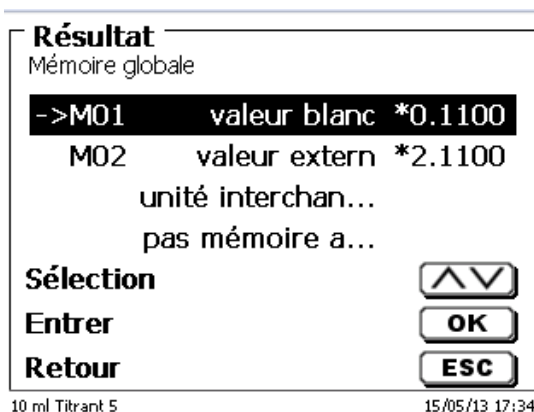 Résultat
Mémoire globale
->M01 valeur blanc *0.1100
M02 valeur extern *2.1100
unité interchan...
pas mémoire a...
Sélection
Entrer OK
Retour ESC
10 ml Titrant 5 15/05/13 17:34